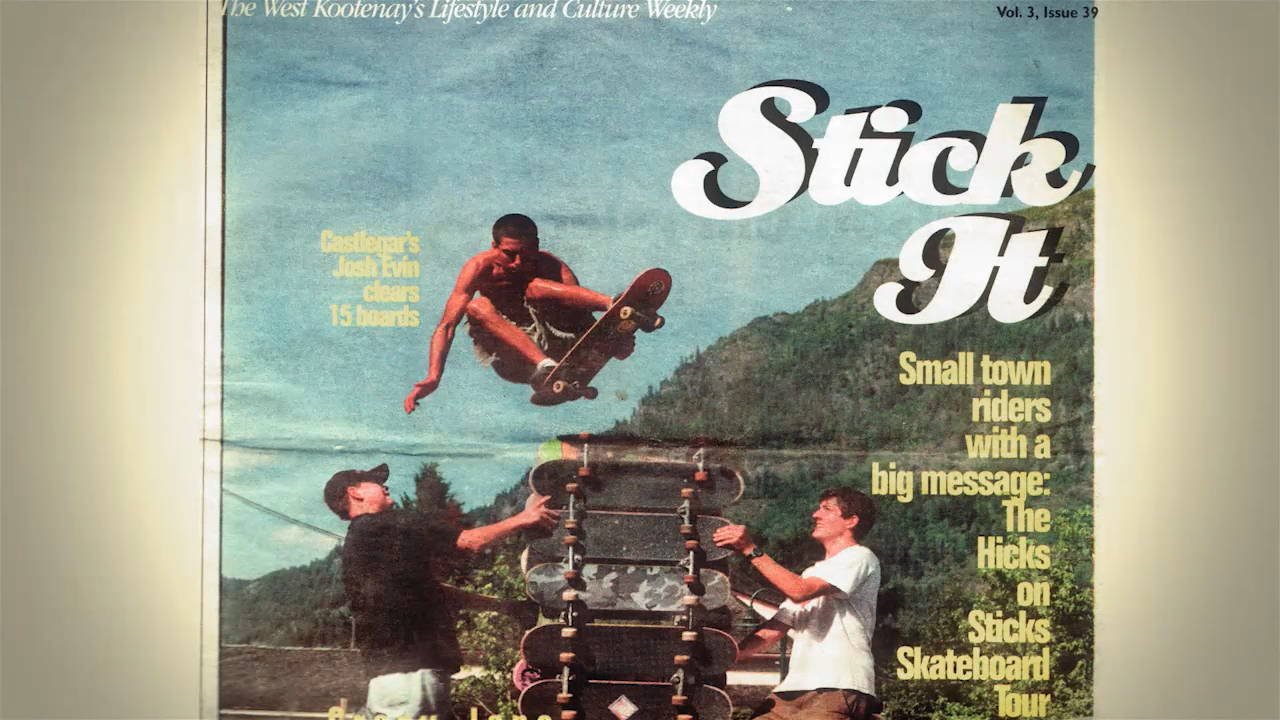 The West Kootenay's Lifestyle and Culture Weekly
Vol. 3, Issue 39
Stick
It
Castlegar's
Josh Evin
clears
15 boards
Small town
riders
with a
big message:
The
Hicks
on
Sticks
Skateboard
Tour